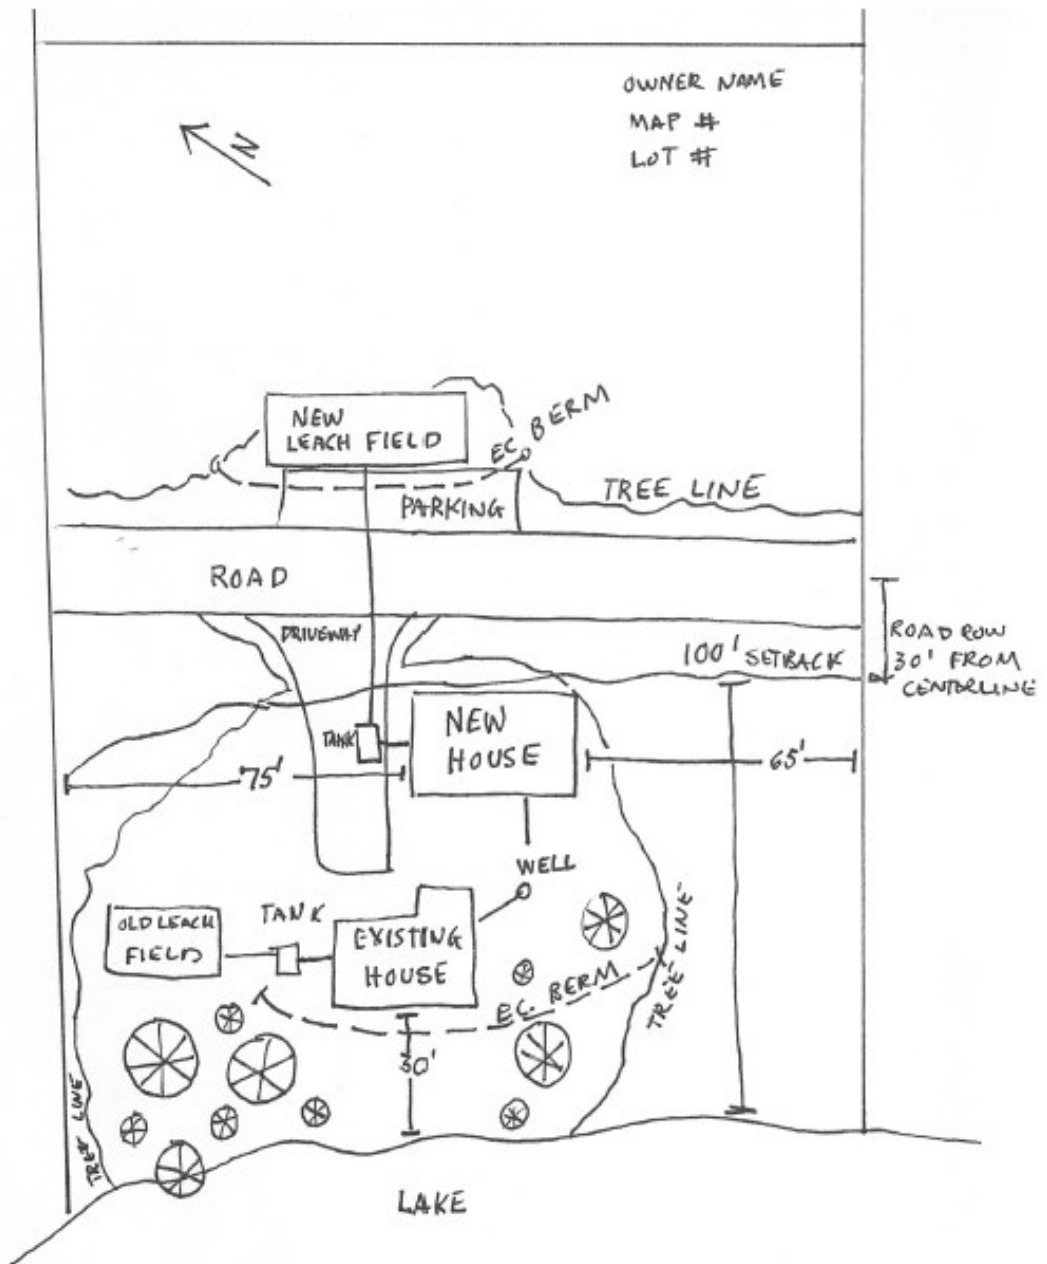 OWNER NAME
MAP #
LOT #
N
NEW
LEACH FIELD
EC BERM
PARKING
TREE LINE
ROAD
DRIVEWAY
100' SETBACK
ROAD ROW
30' FROM
CENTERLINE
TANK
NEW
HOUSE
75'
65'
WELL
OLD LEACH
FIELD
TANK
EXISTING
HOUSE
EC. BERM
TREE LINE
30'
TREE LINE
LAKE